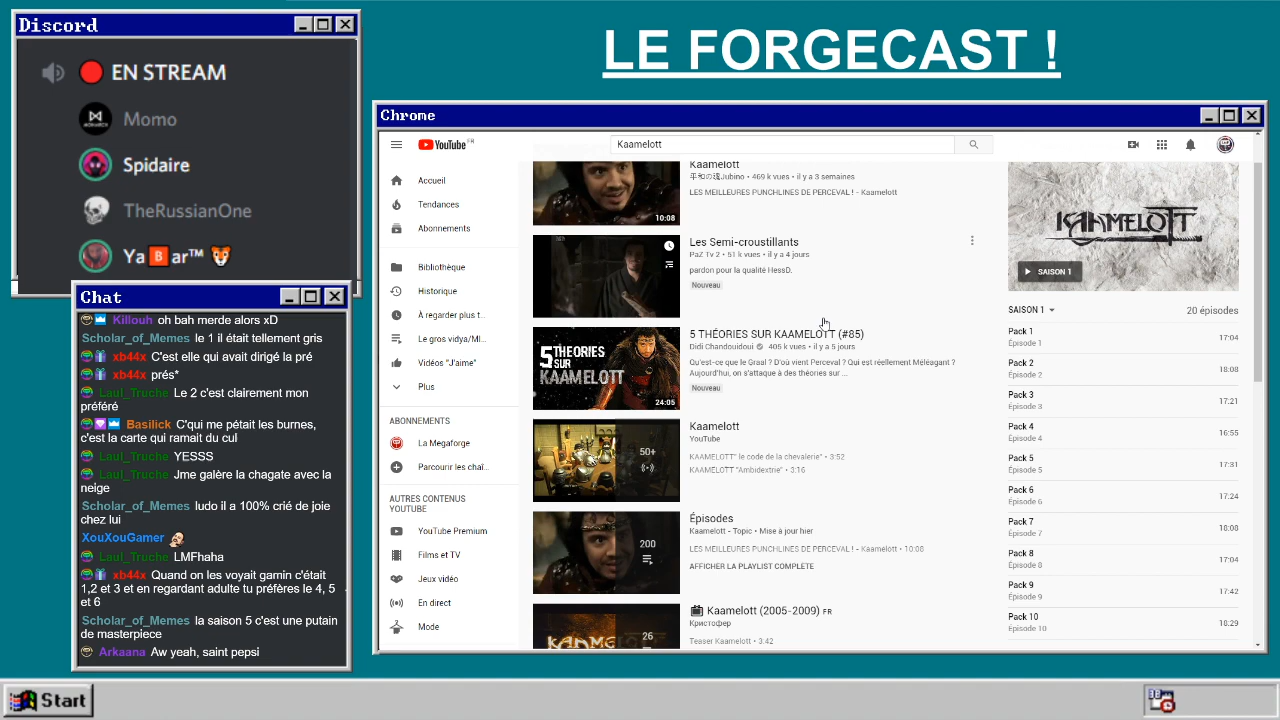 Discord
EN STREAM
Momo
Spidaire
TheRussianOne
Ya🅱ar™ 🐯
Chat
Killouh oh bah merde alors xD
Scholar_of_Memes le 1 il était tellement gris
xb44x C'est elle qui avait dirigé la pré
xb44x prés*
Laul_Truche Le 2 c'est clairement mon
préféré
Basilick C'qui me pétait les burnes,
c'est la carte qui ramait du cul
Laul_Truche YESSS
Laul_Truche Jme galère la chagate avec la
neige
Scholar_of_Memes ludo il a 100% crié de joie
chez lui
XouXouGamer
Laul_Truche LMFhaha
xb44x Quand on les voyait gamin c'était
1,2 et 3 et en regardant adulte tu préfères le 4, 5
et 6
Scholar_of_Memes la saison 5 c'est une putain
de masterpiece
Arkaana Aw yeah, saint pepsi
LE FORGECAST !
Chrome
YouTube FR
Kaamelott
Accueil
Tendances
Abonnements
Bibliothèque
Historique
À regarder plus t...
Le gros vidya/MI...
Vidéos "J'aime"
Plus
ABONNEMENTS
La Megaforge
Parcourir les chaî...
AUTRES CONTENUS
YOUTUBE
YouTube Premium
Films et TV
Jeux vidéo
En direct
Mode
Kaamelott
平和の魂Jubino • 469 k vues • il y a 3 semaines
LES MEILLEURES PUNCHLINES DE PERCEVAL ! - Kaamelott
10:08
Les Semi-croustillants
PaZ Tv 2 • 51 k vues • il y a 4 jours
pardon pour la qualité HessD.
Nouveau
5 THÉORIES SUR KAAMELOTT (#85)
Didi Chandouidoui 405 k vues • il y a 5 jours
Qu'est-ce que le Graal ? D'où vient Perceval ? Qui est réellement Méléagant ?
Aujourd'hui, on s'attaque à des théories sur ...
Nouveau
5 THÉORIES
SUR
KAAMELOTT
24:05
Kaamelott
YouTube
KAAMELOTT" le code de la chevalerie" • 3:52
KAAMELOTT "Ambidextrie" • 3:16
50+
Épisodes
Kaamelott - Topic • Mise à jour hier
LES MEILLEURES PUNCHLINES DE PERCEVAL ! - Kaamelott • 10:08
AFFICHER LA PLAYLIST COMPLÈTE
200
Kaamelott (2005-2009) FR
Кристофер
Teaser Kaamelott • 3:42
KAAMELOTT
26
KAAMELOTT
SAISON 1
SAISON 1
20 épisodes
Pack 1
Épisode 1
17:04
Pack 2
Épisode 2
18:08
Pack 3
Épisode 3
17:21
Pack 4
Épisode 4
16:55
Pack 5
Épisode 5
17:31
Pack 6
Épisode 6
17:24
Pack 7
Épisode 7
18:08
Pack 8
Épisode 8
17:04
Pack 9
Épisode 9
17:42
Pack 10
Épisode 10
18:29
Start